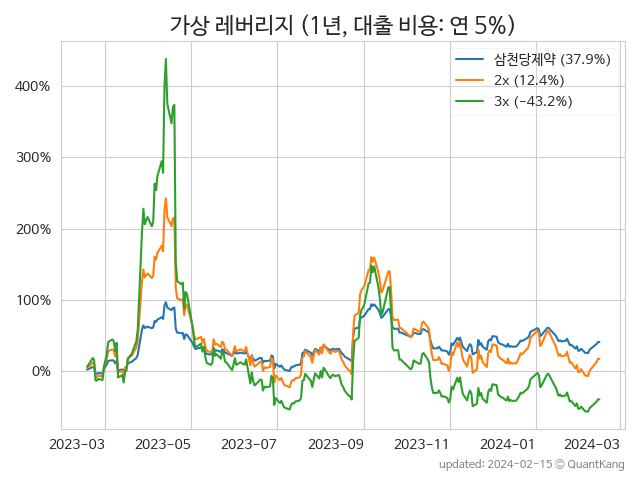 가상 레버리지 (1년, 대출 비용: 연 5%)
삼천당제약 (37.9%)
2x (12.4%)
3x (-43.2%)
400%
300%
200%
100%
0%
2023-03 2023-05 2023-07 2023-09 2023-11 2024-01 2024-03
updated: 2024-02-15 © QuantKang